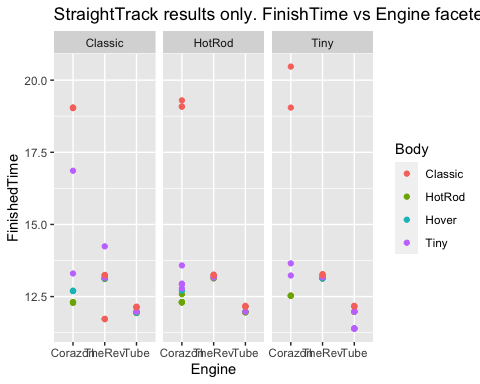 StraightTrack results only. FinishTime vs Engine facete
Classic HotRod Tiny
FinishedTime
20.0
17.5
15.0
12.5
Corazon TheRev Tube Corazon TheRev Tube Corazon TheRev Tube
Engine
Body
Classic
HotRod
Hover
Tiny